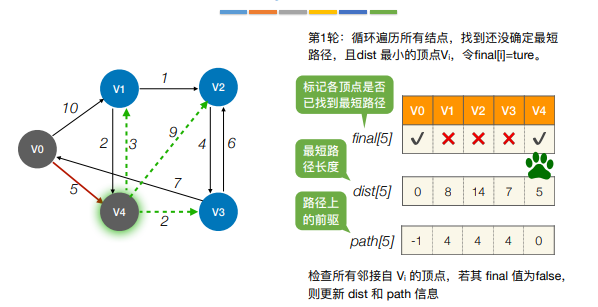 第1轮：循环遍历所有结点，找到还没确定最短
路径，且dist 最小的顶点Vi，令final[i]=ture。
标记各顶点是否
已找到最短路径
V0 V1 V2 V3 V4
final[5] ✓ ✕ ✕ ✕ ✓
最短路
径长度
dist[5] 0 8 14 7 5
路径上
的前驱
path[5] -1 4 4 4 0
检查所有邻接自 Vi 的顶点，若其 final 值为false，
则更新 dist 和 path 信息
V1 1 V2
10
2 3 9 4 6
V0
5 7
V4 2 V3